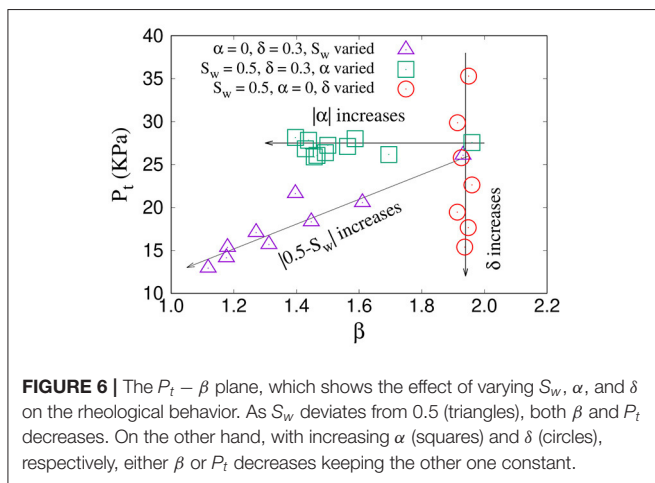 α = 0, δ = 0.3, S_w varied
S_w = 0.5, δ = 0.3, α varied
S_w = 0.5, α = 0, δ varied
|α| increases
|0.5-S_w| increases
δ increases
P_t (KPa)
40
35
30
25
20
15
10
1.0 1.2 1.4 1.6 1.8 2.0 2.2
β
FIGURE 6 | The P_t − β plane, which shows the effect of varying S_w, α, and δ
on the rheological behavior. As S_w deviates from 0.5 (triangles), both β and P_t
decreases. On the other hand, with increasing α (squares) and δ (circles),
respectively, either β or P_t decreases keeping the other one constant.